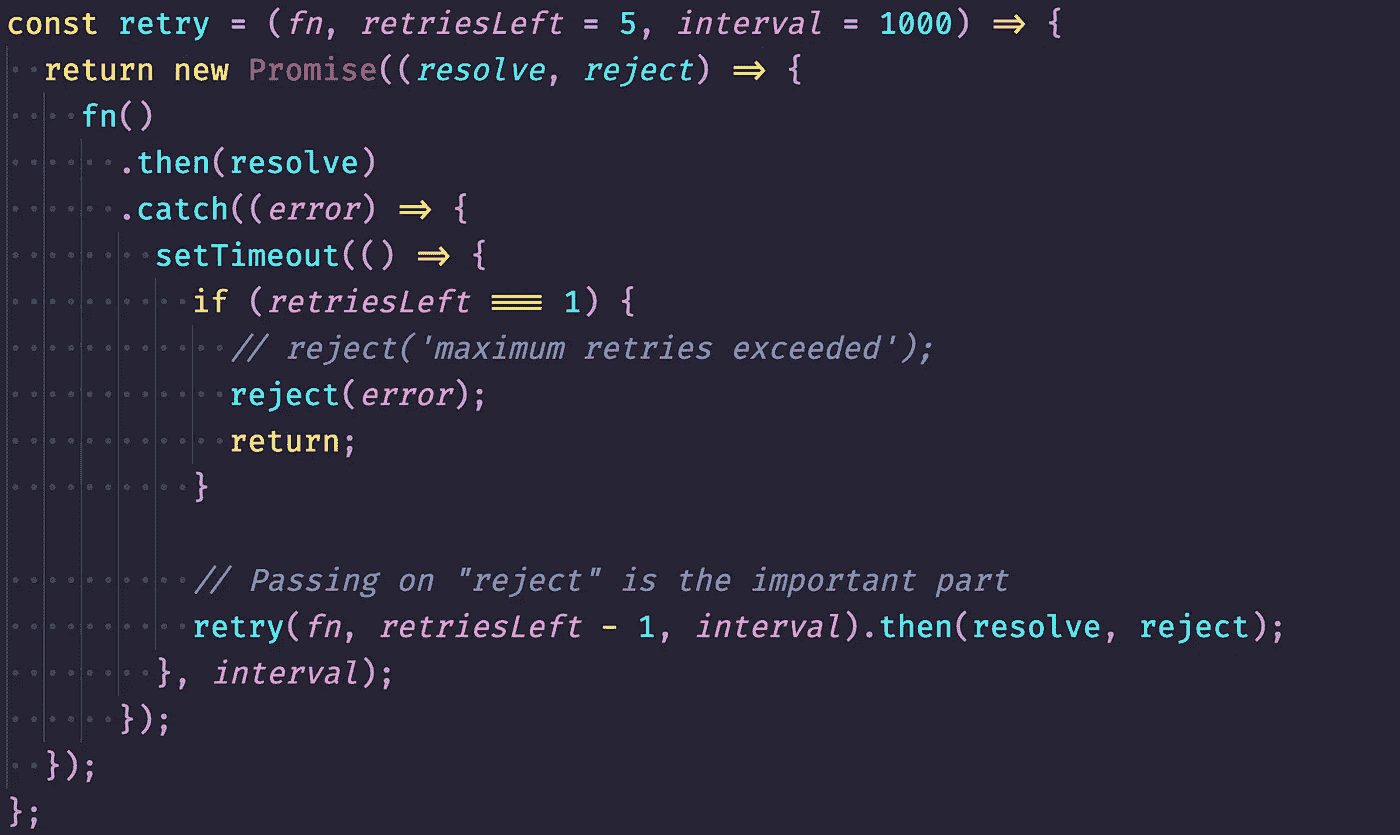 const retry = (fn, retriesLeft = 5, interval = 1000) => {
  return new Promise((resolve, reject) => {
    fn()
      .then(resolve)
      .catch((error) => {
        setTimeout(() => {
          if (retriesLeft === 1) {
            // reject('maximum retries exceeded');
            reject(error);
            return;
          }

          // Passing on "reject" is the important part
          retry(fn, retriesLeft - 1, interval).then(resolve, reject);
        }, interval);
      });
  });
};